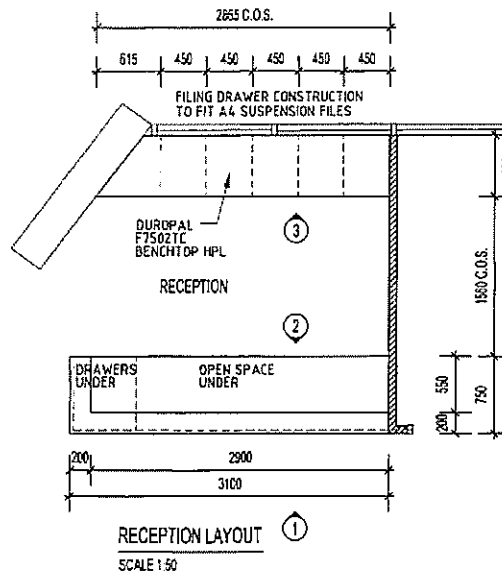 2865 C.O.S.
615 450 450 450 450 450
FILING DRAWER CONSTRUCTION
TO FIT A4 SUSPENSION FILES
DUROPAL
F7502TC
BENCHTOP HPL
3
1560 C.O.S.
RECEPTION
2
DRAWERS
UNDER
OPEN SPACE
UNDER
550
750
200
200 2900
3100
RECEPTION LAYOUT
1
SCALE 1:50